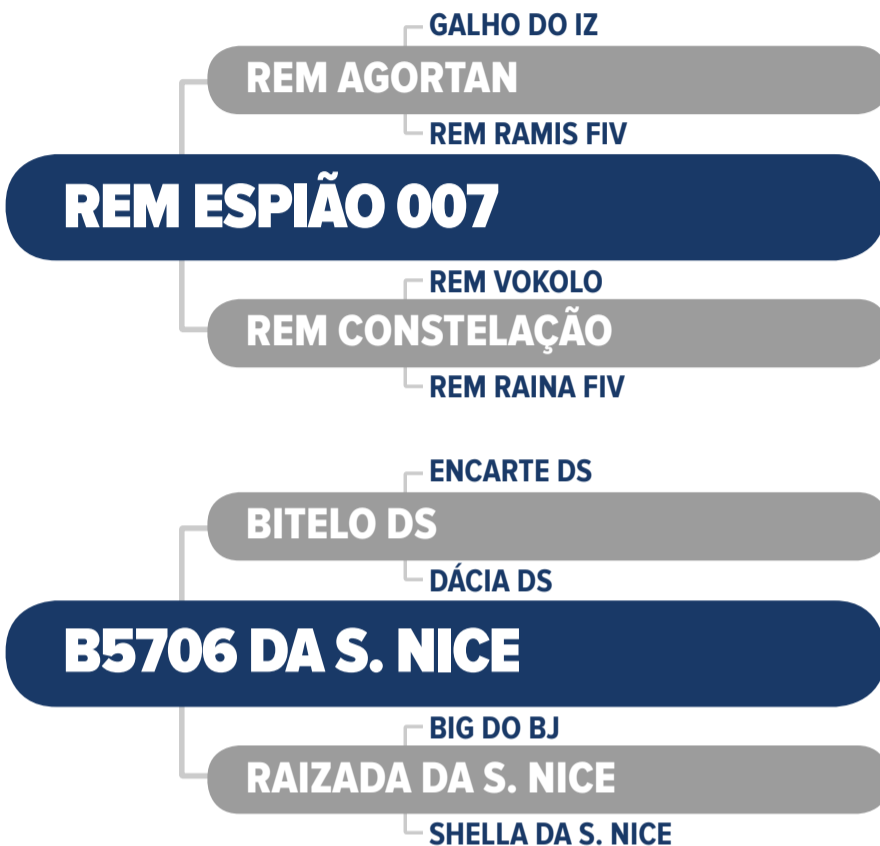 GALHO DO IZ
REM AGORTAN
REM RAMIS FIV
REM ESPIÃO 007
REM VOKOLO
REM CONSTELAÇÃO
REM RAINA FIV
ENCARTE DS
BITELO DS
DÁCIA DS
B5706 DA S. NICE
BIG DO BJ
RAIZADA DA S. NICE
SHELLA DA S. NICE